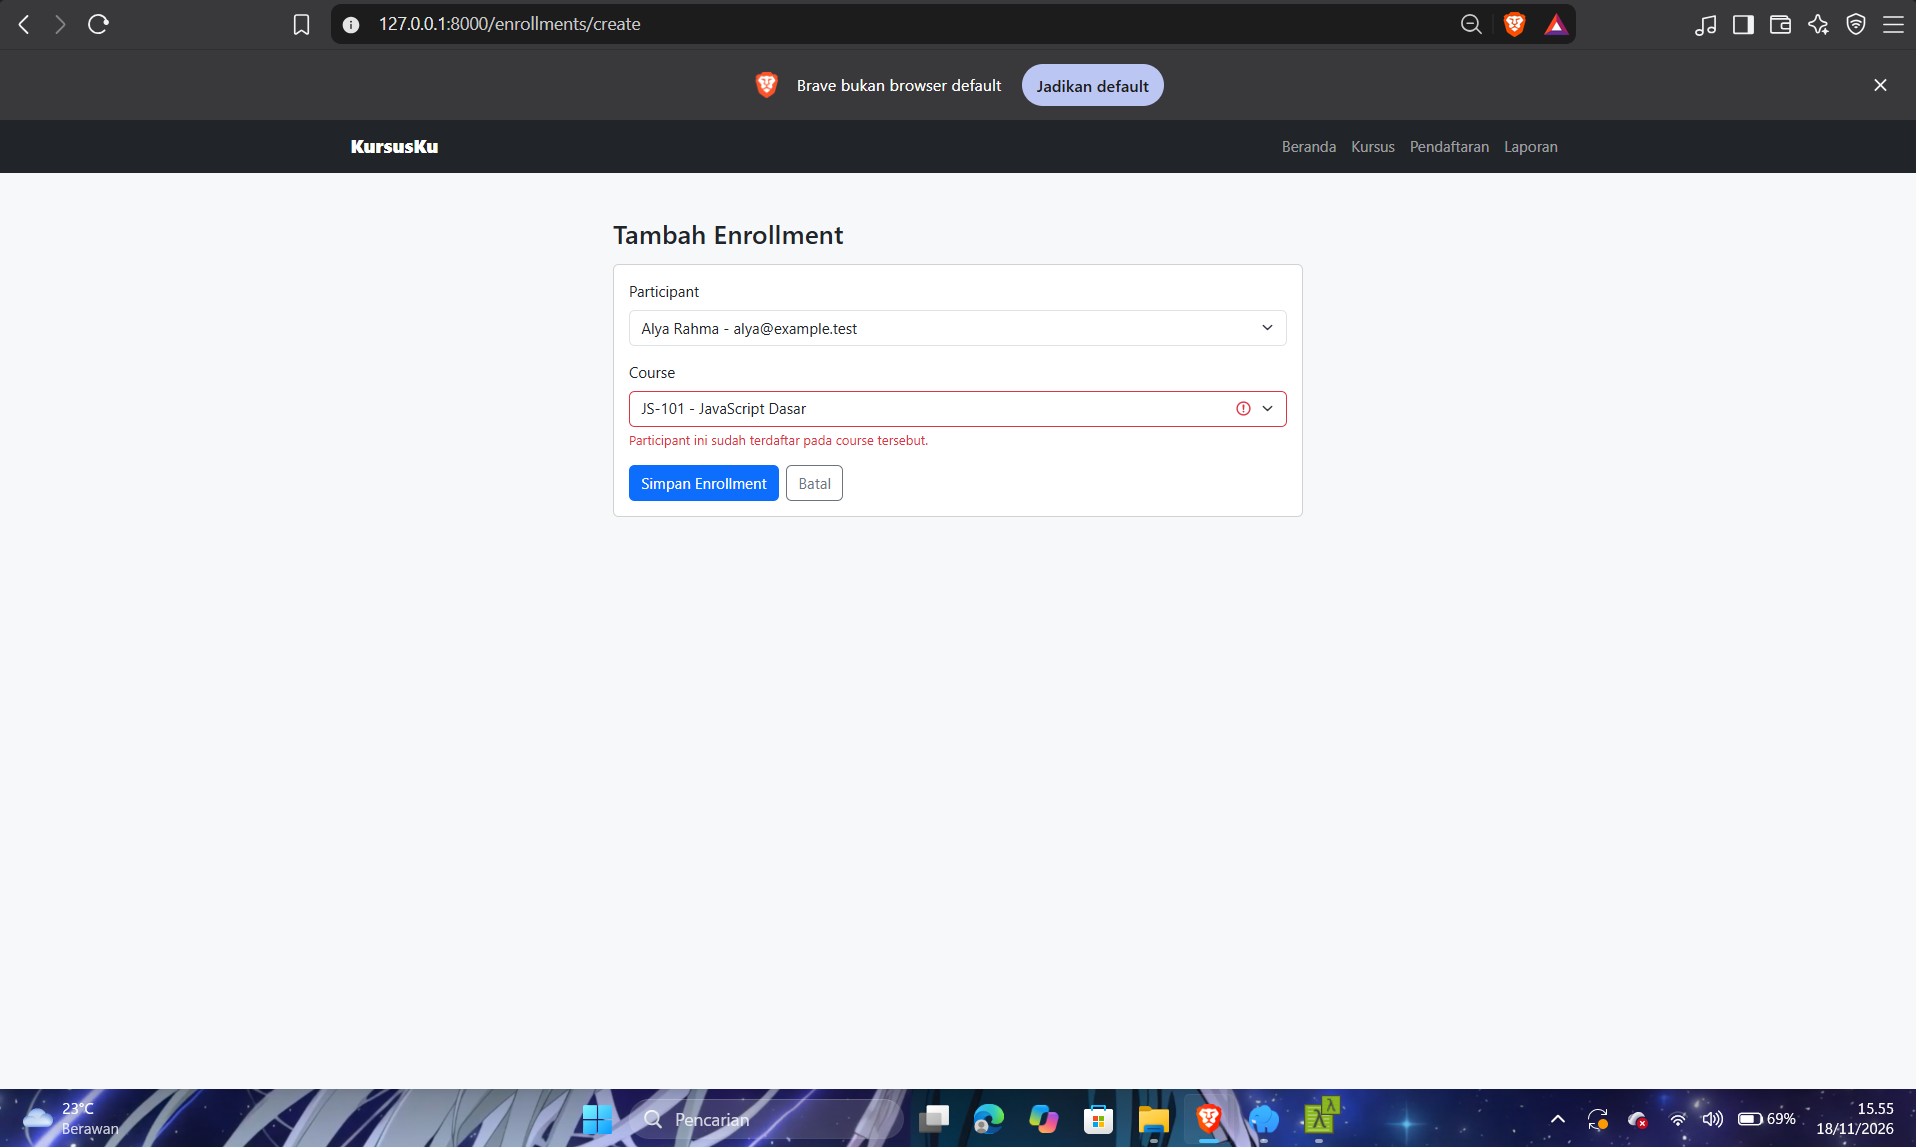 127.0.0.1:8000/enrollments/create
Brave bukan browser default
Jadikan default
KursusKu
Beranda Kursus Pendaftaran Laporan
Tambah Enrollment
Participant
Alya Rahma - alya@example.test
Course
JS-101 - JavaScript Dasar
Participant ini sudah terdaftar pada course tersebut.
Simpan Enrollment Batal
23°C
Berawan
Pencarian
69%
15.55
18/11/2026